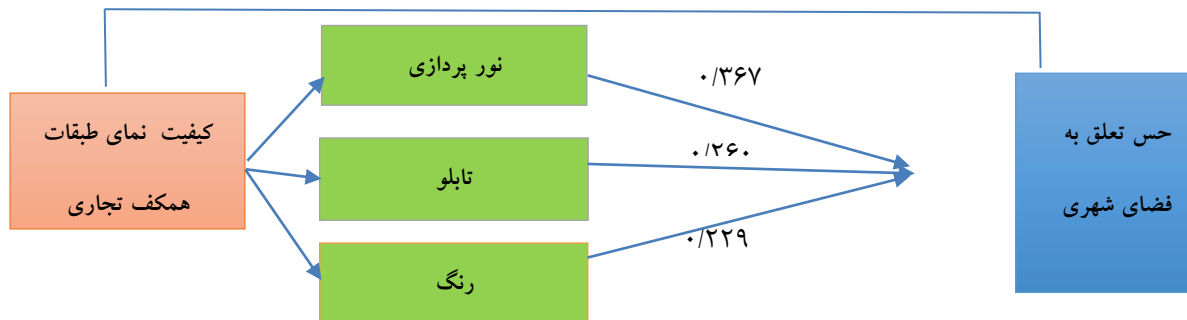 نور پردازی
۰/۳۶۷
کیفیت نمای طبقات
همکف تجاری
تابلو
۰/۲۶۰
حس تعلق به
فضای شهری
رنگ
۰/۲۲۹